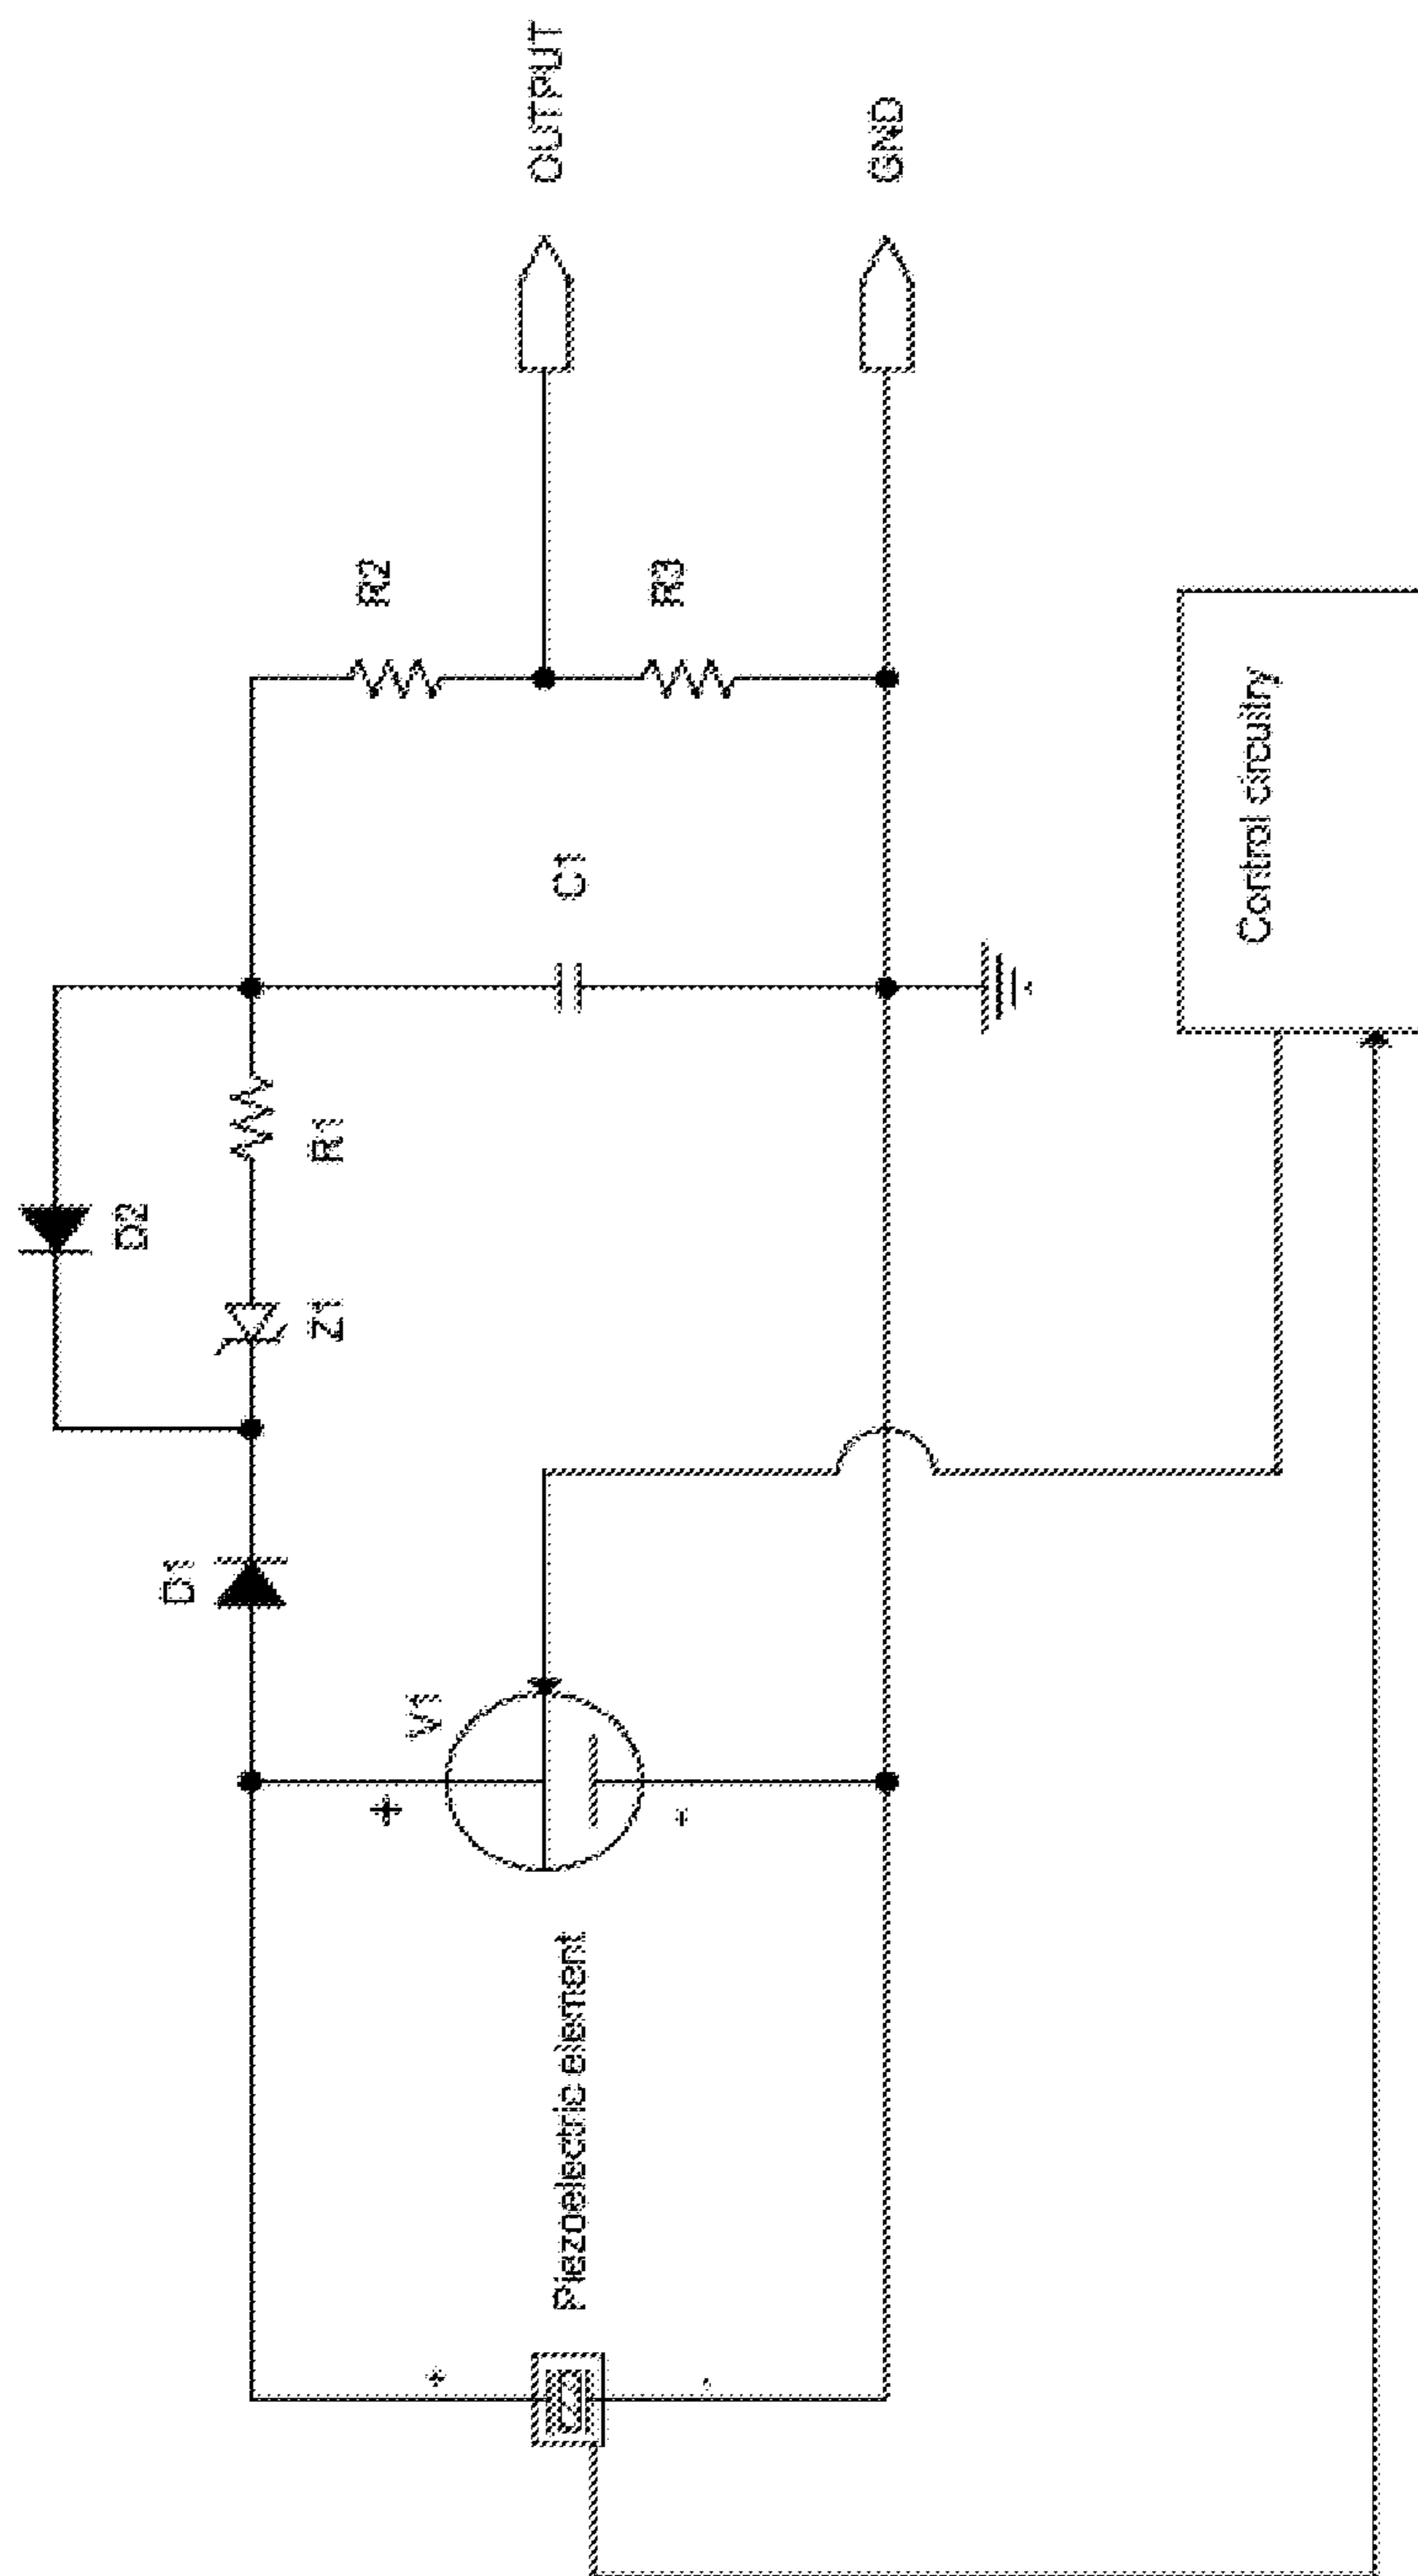 OUTPUT
GND
R2
R3
C1
Control circuitry
D2
R1
Z1
D1
V1
+
-
Piezoelectric element
+
-